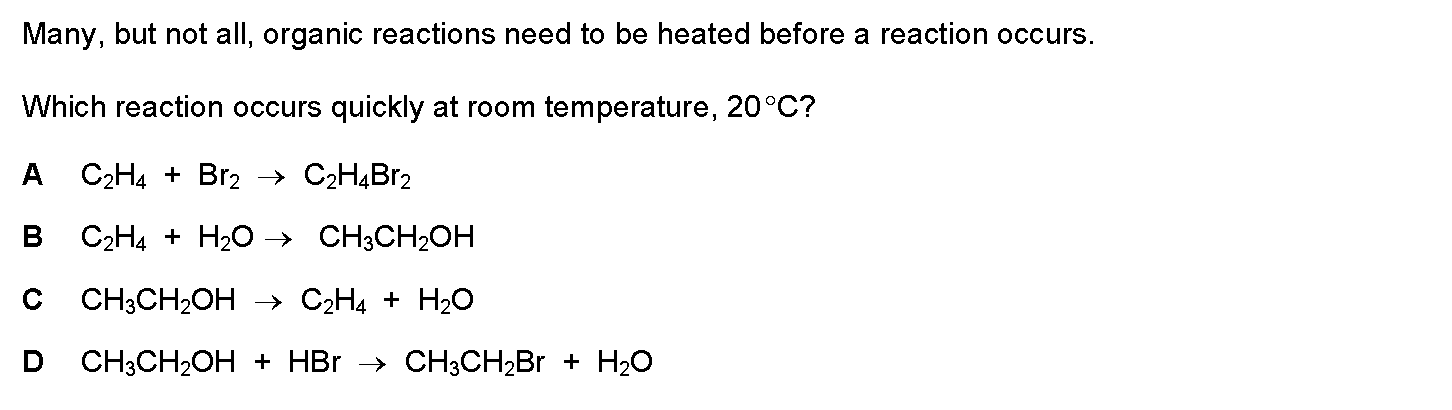 Many, but not all, organic reactions need to be heated before a reaction occurs.
Which reaction occurs quickly at room temperature, 20 °C?
A C₂H₄ + Br₂ → C₂H₄Br₂
B C₂H₄ + H₂O → CH₃CH₂OH
C CH₃CH₂OH → C₂H₄ + H₂O
D CH₃CH₂OH + HBr → CH₃CH₂Br + H₂O